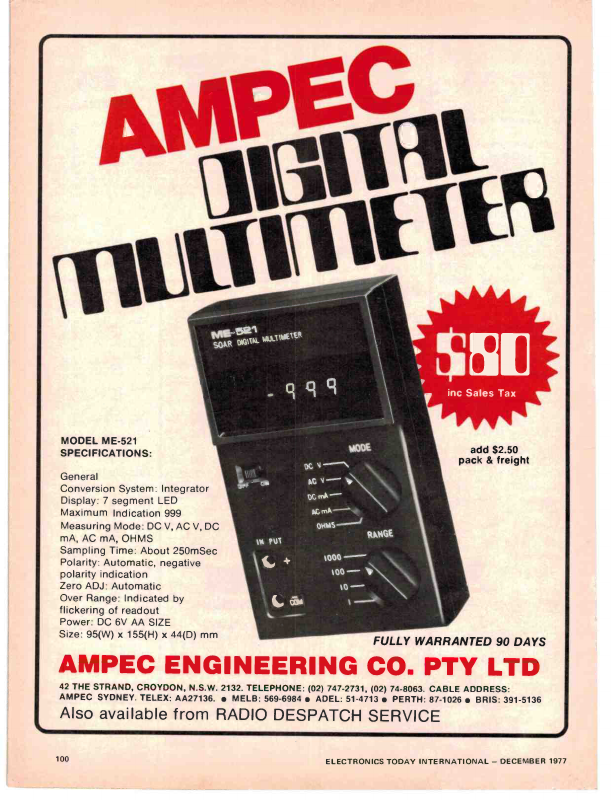 AMPEC
DIGITAL
MULTIMETER
ME-521
SOAR DIGITAL MULTIMETER
- 999
$80
inc Sales Tax
add $2.50
pack & freight
MODE
DC V
AC V
DC mA
AC mA
OHMS
OFF ON
IN PUT
+
- COM
RANGE
1000
100
10
1
MODEL ME-521
SPECIFICATIONS:
General
Conversion System: Integrator
Display: 7 segment LED
Maximum Indication 999
Measuring Mode: DC V, AC V, DC
mA, AC mA, OHMS
Sampling Time: About 250mSec
Polarity: Automatic, negative
polarity indication
Zero ADJ: Automatic
Over Range: Indicated by
flickering of readout
Power: DC 6V AA SIZE
Size: 95(W) x 155(H) x 44(D) mm
FULLY WARRANTED 90 DAYS
AMPEC ENGINEERING CO. PTY LTD
42 THE STRAND, CROYDON, N.S.W. 2132. TELEPHONE: (02) 747-2731, (02) 74-8063. CABLE ADDRESS:
AMPEC SYDNEY. TELEX: AA27136. ● MELB: 569-6984 ● ADEL: 51-4713 ● PERTH: 87-1026 ● BRIS: 391-5136
Also available from RADIO DESPATCH SERVICE
100
ELECTRONICS TODAY INTERNATIONAL – DECEMBER 1977